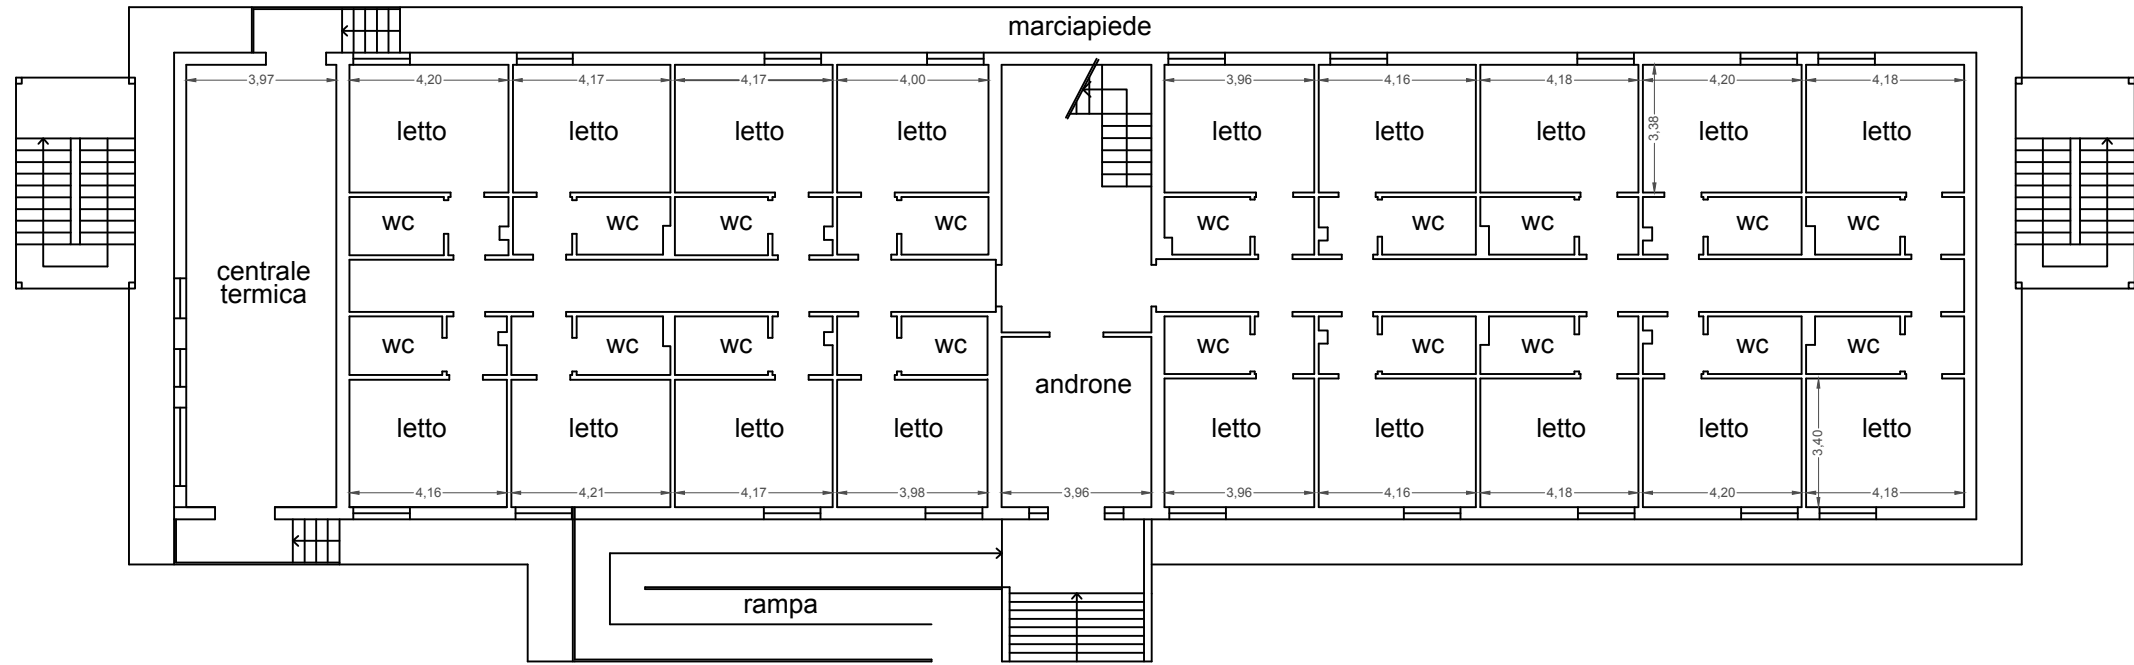 marciapiede
3,97
4,20
4,17
4,17
4,00
3,96
4,16
4,18
4,20
4,18
letto
letto
letto
letto
letto
letto
letto
letto
letto
3,38
wc
wc
wc
wc
wc
wc
wc
wc
wc
centrale
termica
wc
wc
wc
wc
wc
wc
wc
wc
wc
androne
letto
letto
letto
letto
letto
letto
letto
letto
letto
3,40
4,16
4,21
4,17
3,98
3,96
3,96
4,16
4,18
4,20
4,18
rampa